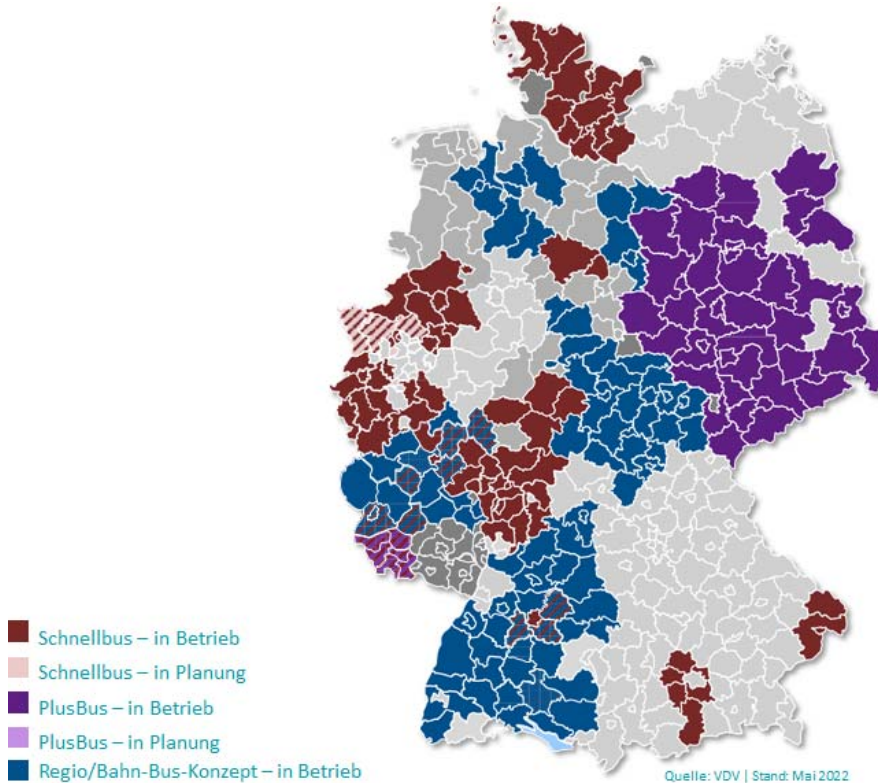 Schnellbus – in Betrieb
Schnellbus – in Planung
PlusBus – in Betrieb
PlusBus – in Planung
Regio/Bahn-Bus-Konzept – in Betrieb
Quelle: VDV | Stand: Mai 2022